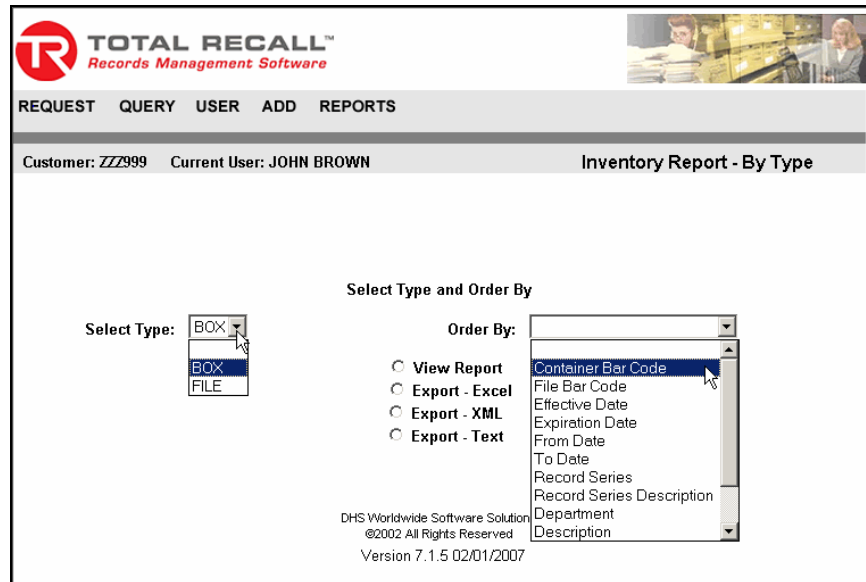 TR TOTAL RECALL™
Records Management Software
REQUEST QUERY USER ADD REPORTS
Customer: ZZZ999 Current User: JOHN BROWN Inventory Report - By Type
Select Type and Order By
Select Type: BOX Order By:
BOX
FILE
View Report
Export - Excel
Export - XML
Export - Text
Container Bar Code
File Bar Code
Effective Date
Expiration Date
From Date
To Date
Record Series
Record Series Description
Department
Description
DHS Worldwide Software Solution
©2002 All Rights Reserved
Version 7.1.5 02/01/2007